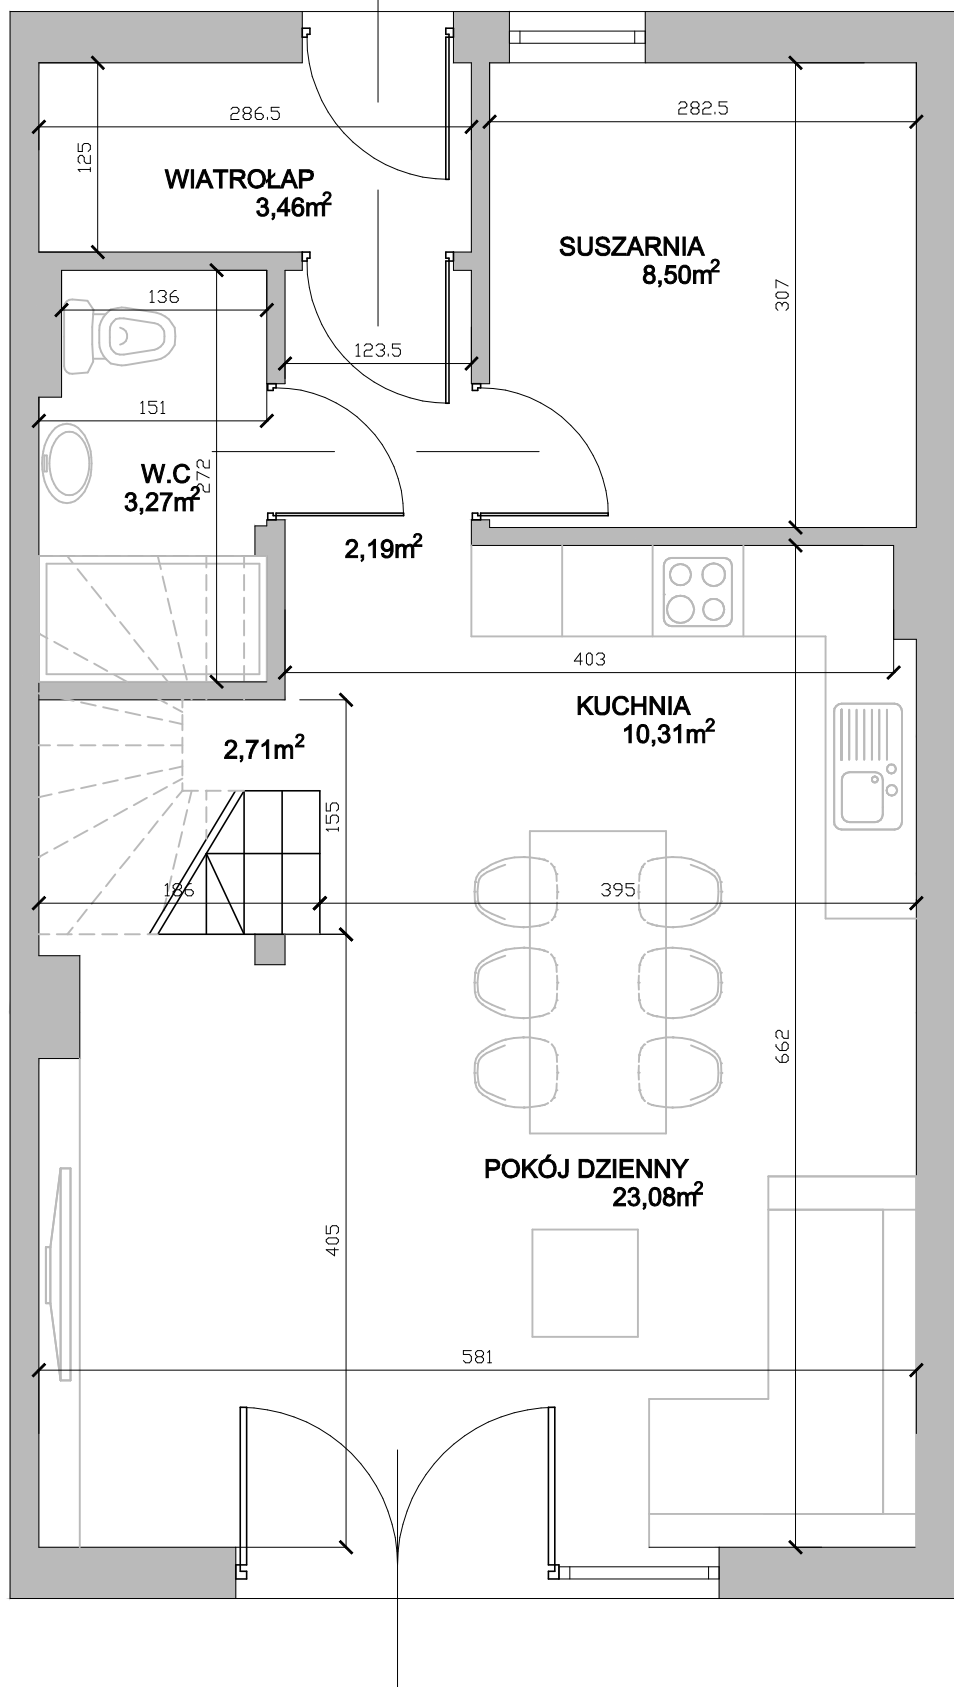 286.5
282.5
125
WIATROŁAP
3,46m²
SUSZARNIA
8,50m²
307
136
123.5
151
W.C
272
3,27m²
2,19m²
403
KUCHNIA
10,31m²
2,71m²
155
186
395
662
POKÓJ DZIENNY
23,08m²
405
581